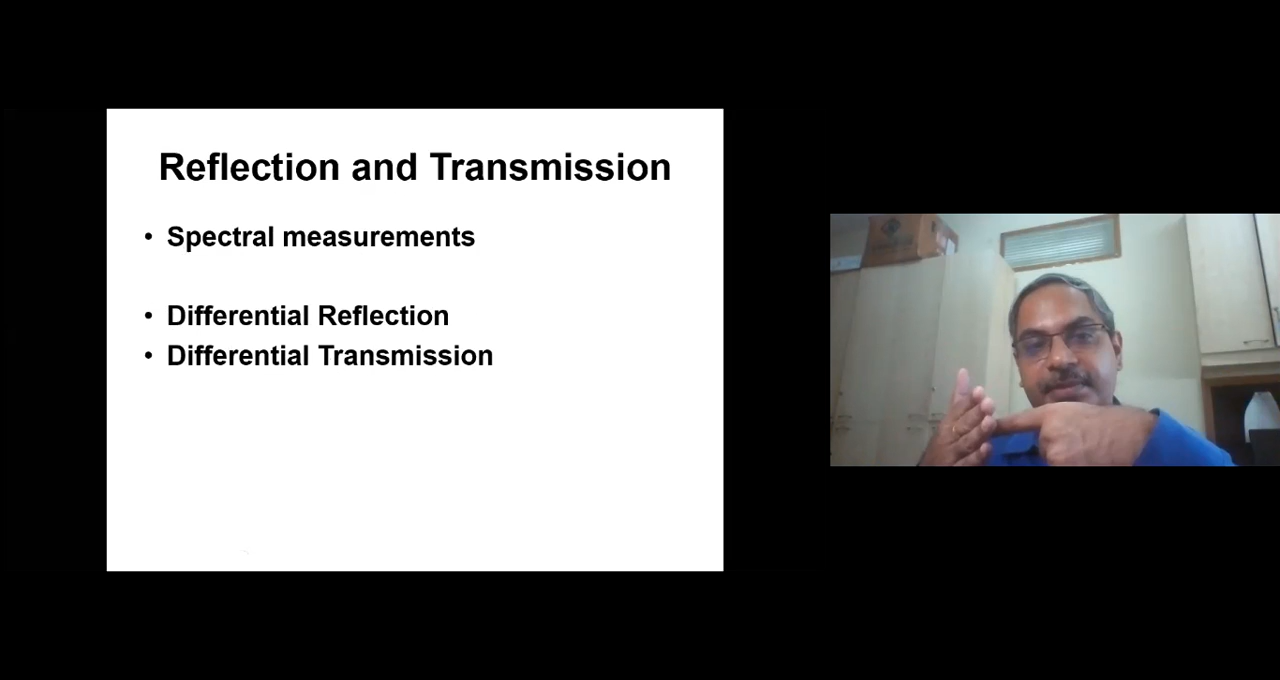 Reflection and Transmission
• Spectral measurements
• Differential Reflection
• Differential Transmission